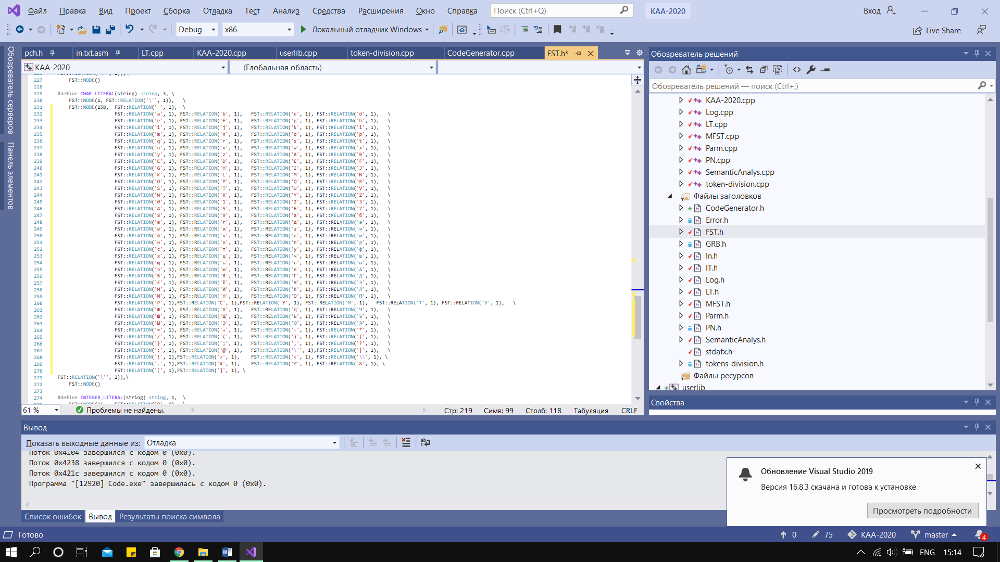 Файл Правка Вид Проект Сборка Отладка Тест Анализ Средства Расширения Окно Справка Поиск (Ctrl+Q) KAA-2020 Вход
Debug x86 Локальный отладчик Windows Live Share
Обозреватель серверов
Панель элементов
pch.h in.txt.asm LT.cpp KAA-2020.cpp userlib.cpp token-division.cpp CodeGenerator.cpp FST.h*
KAA-2020 (Глобальная область)
227 FST::NODE()
228
229 #define CHAR_LITERAL(string) string, 3, \
230 FST::NODE(1, FST::RELATION('\'', 1)), \
231 FST::NODE(158, FST::RELATION(' ', 1), \
232 FST::RELATION('a', 1), FST::RELATION('b', 1), FST::RELATION('c', 1), FST::RELATION('d', 1), \
233 FST::RELATION('e', 1), FST::RELATION('f', 1), FST::RELATION('g', 1), FST::RELATION('h', 1), \
234 FST::RELATION('i', 1), FST::RELATION('j', 1), FST::RELATION('k', 1), FST::RELATION('l', 1), \
235 FST::RELATION('m', 1), FST::RELATION('n', 1), FST::RELATION('o', 1), FST::RELATION('p', 1), \
236 FST::RELATION('q', 1), FST::RELATION('r', 1), FST::RELATION('s', 1), FST::RELATION('t', 1), \
237 FST::RELATION('u', 1), FST::RELATION('v', 1), FST::RELATION('w', 1), FST::RELATION('x', 1), \
238 FST::RELATION('y', 1), FST::RELATION('z', 1), FST::RELATION('A', 1), FST::RELATION('B', 1), \
239 FST::RELATION('C', 1), FST::RELATION('D', 1), FST::RELATION('E', 1), FST::RELATION('F', 1), \
240 FST::RELATION('G', 1), FST::RELATION('H', 1), FST::RELATION('I', 1), FST::RELATION('J', 1), \
241 FST::RELATION('K', 1), FST::RELATION('L', 1), FST::RELATION('M', 1), FST::RELATION('N', 1), \
242 FST::RELATION('O', 1), FST::RELATION('P', 1), FST::RELATION('Q', 1), FST::RELATION('R', 1), \
243 FST::RELATION('S', 1), FST::RELATION('T', 1), FST::RELATION('U', 1), FST::RELATION('V', 1), \
244 FST::RELATION('W', 1), FST::RELATION('X', 1), FST::RELATION('Y', 1), FST::RELATION('Z', 1), \
245 FST::RELATION('0', 1), FST::RELATION('1', 1), FST::RELATION('2', 1), FST::RELATION('3', 1), \
246 FST::RELATION('4', 1), FST::RELATION('5', 1), FST::RELATION('6', 1), FST::RELATION('7', 1), \
247 FST::RELATION('8', 1), FST::RELATION('9', 1), FST::RELATION('а', 1), FST::RELATION('б', 1), \
248 FST::RELATION('в', 1), FST::RELATION('г', 1), FST::RELATION('д', 1), FST::RELATION('е', 1), \
249 FST::RELATION('ё', 1), FST::RELATION('ж', 1), FST::RELATION('з', 1), FST::RELATION('и', 1), \
250 FST::RELATION('й', 1), FST::RELATION('к', 1), FST::RELATION('л', 1), FST::RELATION('м', 1), \
251 FST::RELATION('н', 1), FST::RELATION('о', 1), FST::RELATION('п', 1), FST::RELATION('р', 1), \
252 FST::RELATION('с', 1), FST::RELATION('т', 1), FST::RELATION('у', 1), FST::RELATION('ф', 1), \
253 FST::RELATION('х', 1), FST::RELATION('ц', 1), FST::RELATION('ч', 1), FST::RELATION('ш', 1), \
254 FST::RELATION('щ', 1), FST::RELATION('ь', 1), FST::RELATION('ъ', 1), FST::RELATION('ы', 1), \
255 FST::RELATION('э', 1), FST::RELATION('ю', 1), FST::RELATION('я', 1), FST::RELATION('А', 1), \
256 FST::RELATION('Б', 1), FST::RELATION('В', 1), FST::RELATION('Г', 1), FST::RELATION('Д', 1), \
257 FST::RELATION('Е', 1), FST::RELATION('Ё', 1), FST::RELATION('Ж', 1), FST::RELATION('З', 1), \
258 FST::RELATION('И', 1), FST::RELATION('Й', 1), FST::RELATION('К', 1), FST::RELATION('Л', 1), \
259 FST::RELATION('М', 1), FST::RELATION('Н', 1), FST::RELATION('О', 1), FST::RELATION('П', 1), \
260 FST::RELATION('Р', 1),FST::RELATION('С', 1),FST::RELATION('У', 1), FST::RELATION('М', 1), FST::RELATION('Т', 1), FST::RELATION('У', 1), \
261 FST::RELATION('Ф', 1), FST::RELATION('Х', 1), FST::RELATION('Ц', 1), FST::RELATION('Ч', 1), \
262 FST::RELATION('Ш', 1), FST::RELATION('Щ', 1), FST::RELATION('Ь', 1), FST::RELATION('Ъ', 1), \
263 FST::RELATION('Ы', 1), FST::RELATION('Э', 1), FST::RELATION('Ю', 1), FST::RELATION('Я', 1), \
264 FST::RELATION('=', 1), FST::RELATION('+', 1), FST::RELATION('-', 1), FST::RELATION('*', 1), \
265 FST::RELATION('/', 1), FST::RELATION('(', 1), FST::RELATION(')', 1), FST::RELATION('{', 1), \
266 FST::RELATION('}', 1), FST::RELATION(';', 1), FST::RELATION(',', 1), FST::RELATION('?', 1), \
267 FST::RELATION(':', 1), FST::RELATION('@', 1), FST::RELATION('\'', 1),FST::RELATION('|', 1), \
268 FST::RELATION('!', 1),FST::RELATION('>', 1), FST::RELATION('<', 1), FST::RELATION('\\', 1), \
269 FST::RELATION('.', 1),FST::RELATION('#', 1), FST::RELATION('№', 1), FST::RELATION('&', 1), \
270 FST::RELATION('[', 1),FST::RELATION(']', 1), \
271 FST::RELATION('\'', 2)),\
272 FST::NODE()
273
274 #define INTEGER_LITERAL(string) string, 1, \
61 % Проблемы не найдены. Стр: 219 Симв: 99 Столб: 118 Табуляция CRLF
Обозреватель решений
Обозреватель решений — поиск (Ctrl+;)
KAA-2020.cpp
Log.cpp
LT.cpp
MFST.cpp
Parm.cpp
PN.cpp
SemanticAnalys.cpp
token-division.cpp
Файлы заголовков
CodeGenerator.h
Error.h
FST.h
GRB.h
In.h
IT.h
Log.h
LT.h
MFST.h
Parm.h
PN.h
SemanticAnalys.h
stdafx.h
tokens-division.h
Файлы ресурсов
userlib
Свойства
Вывод
Показать выходные данные из: Отладка
Поток 0x4104 завершился с кодом 0 (0x0).
Поток 0x4238 завершился с кодом 0 (0x0).
Поток 0x421c завершился с кодом 0 (0x0).
Программа "[12920] Code.exe" завершилась с кодом 0 (0x0).
Обновление Visual Studio 2019
Версия 16.8.3 скачана и готова к установке.
Просмотреть подробности
Список ошибок Вывод Результаты поиска символа
Готово 0 75 KAA-2020 master 4
ENG 15:14